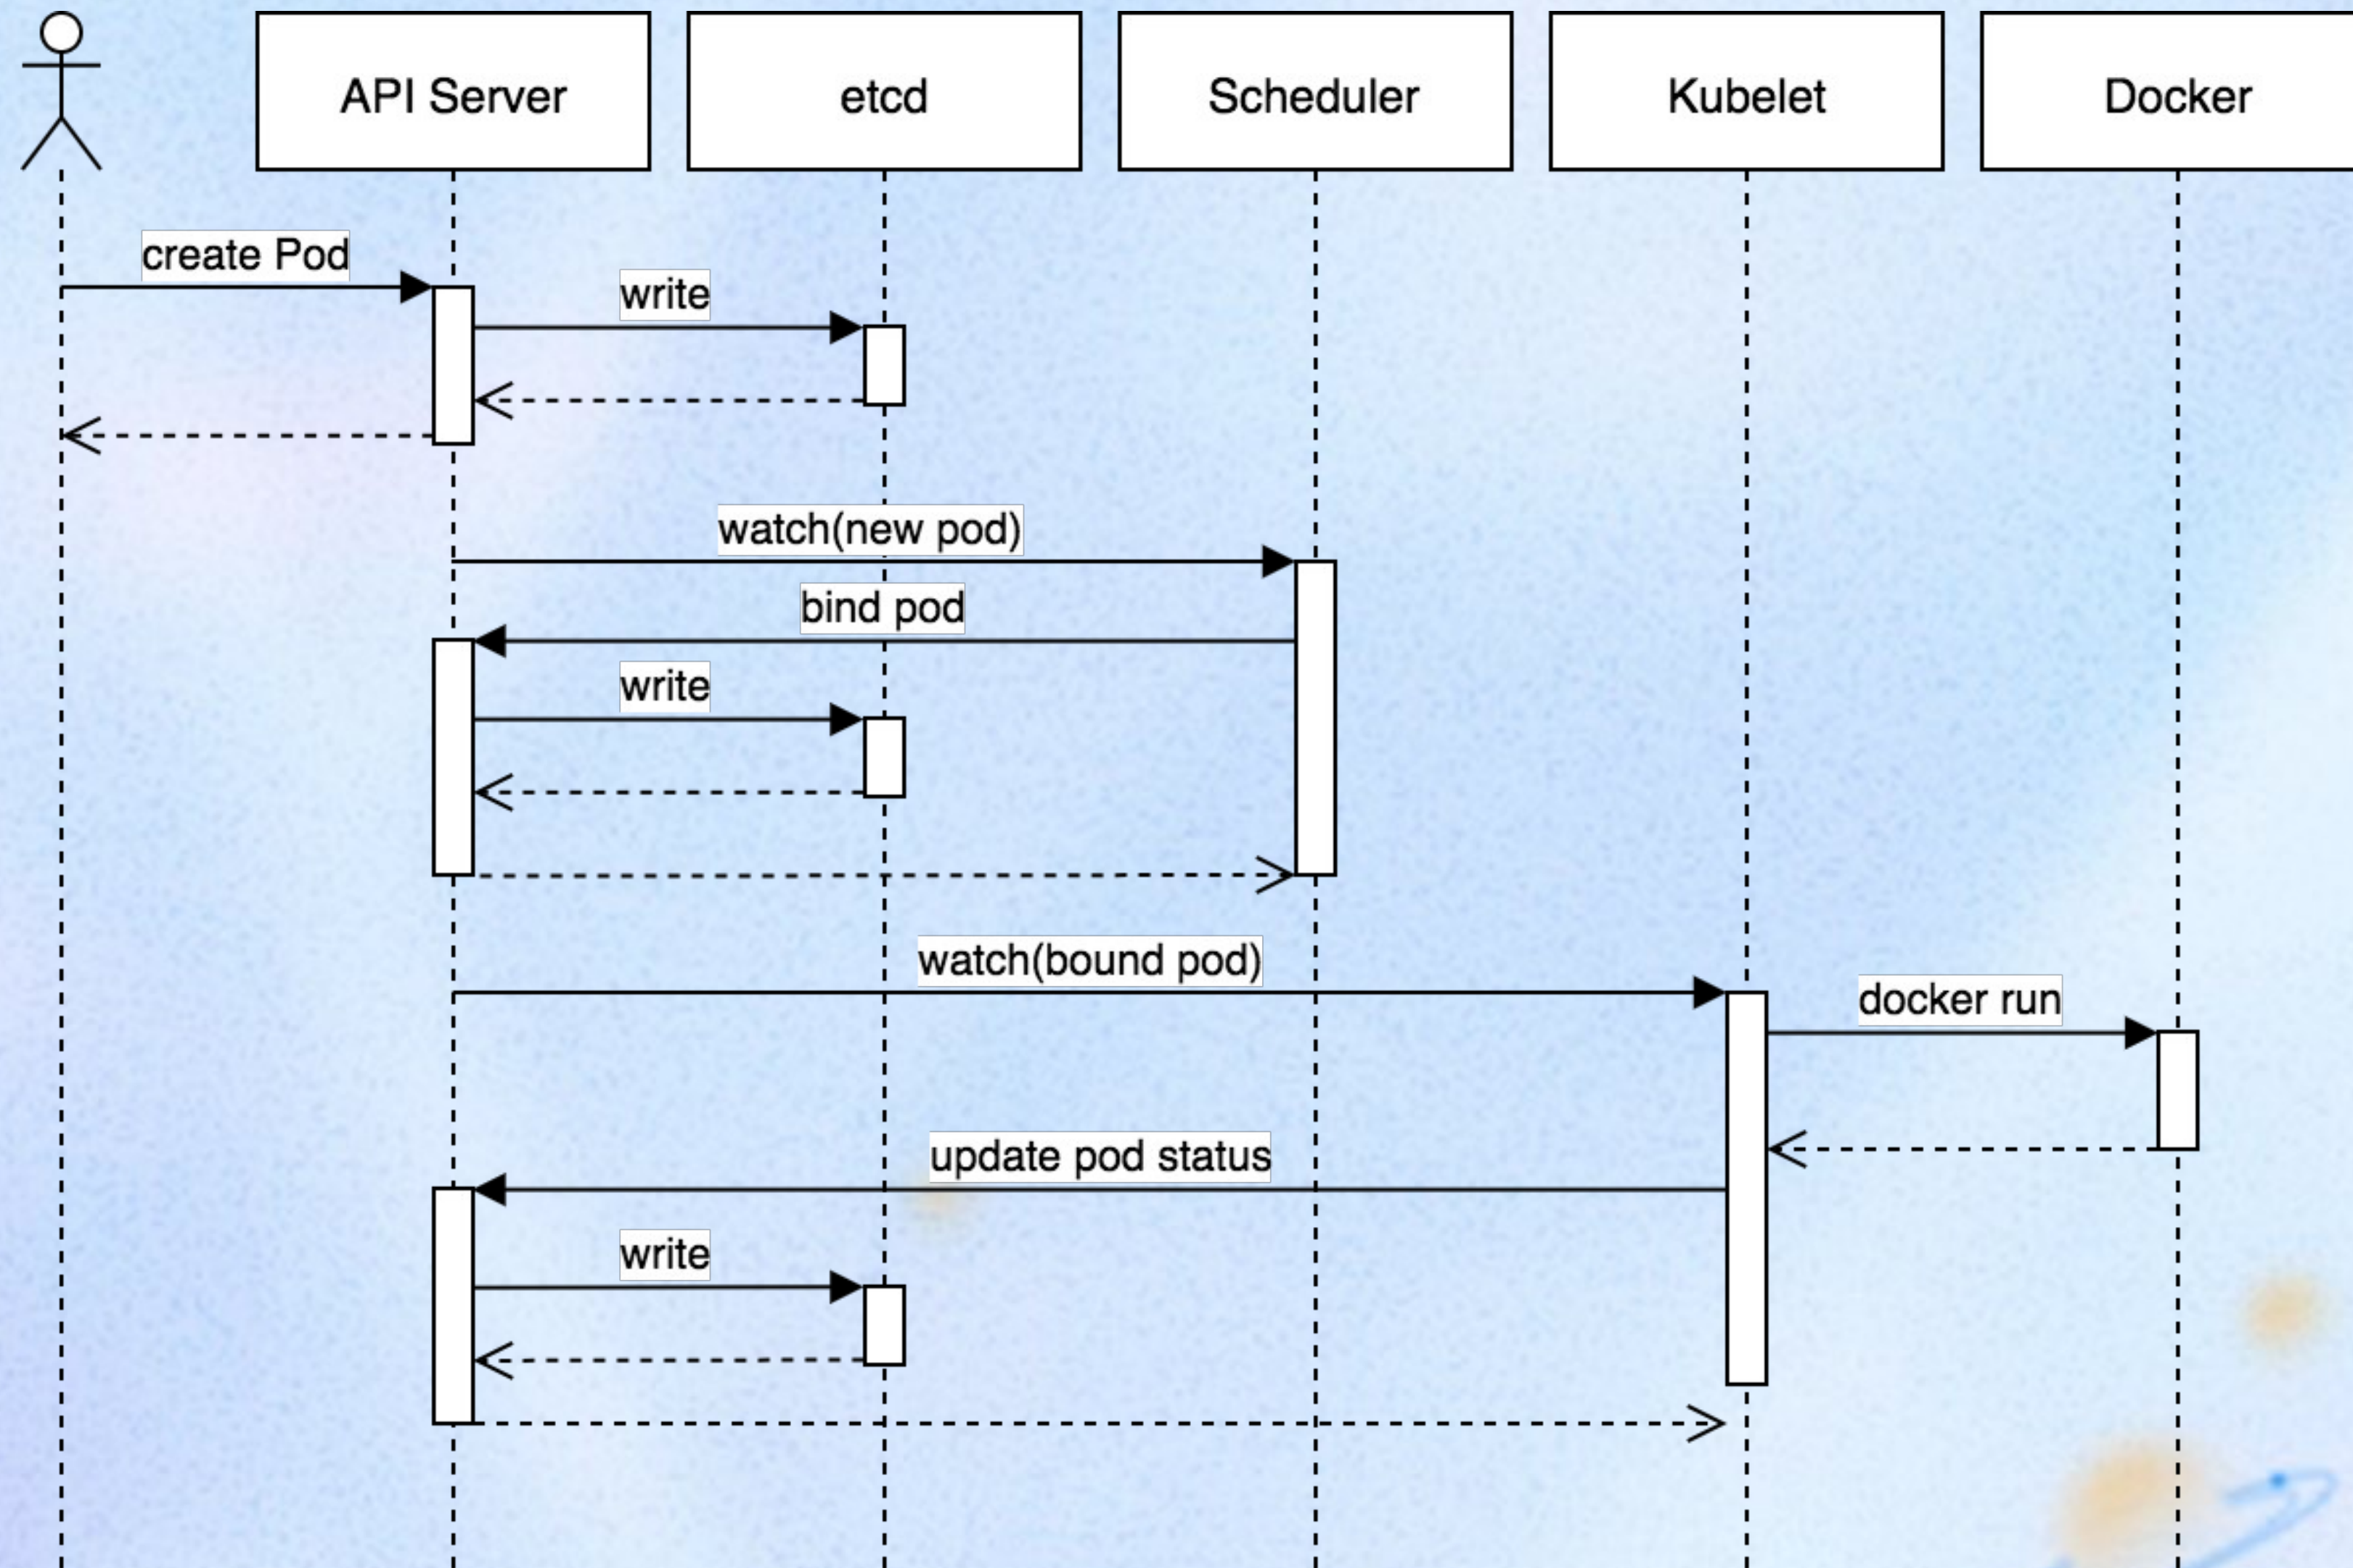 API Server
etcd
Scheduler
Kubelet
Docker
create Pod
write
watch(new pod)
bind pod
write
watch(bound pod)
docker run
update pod status
write